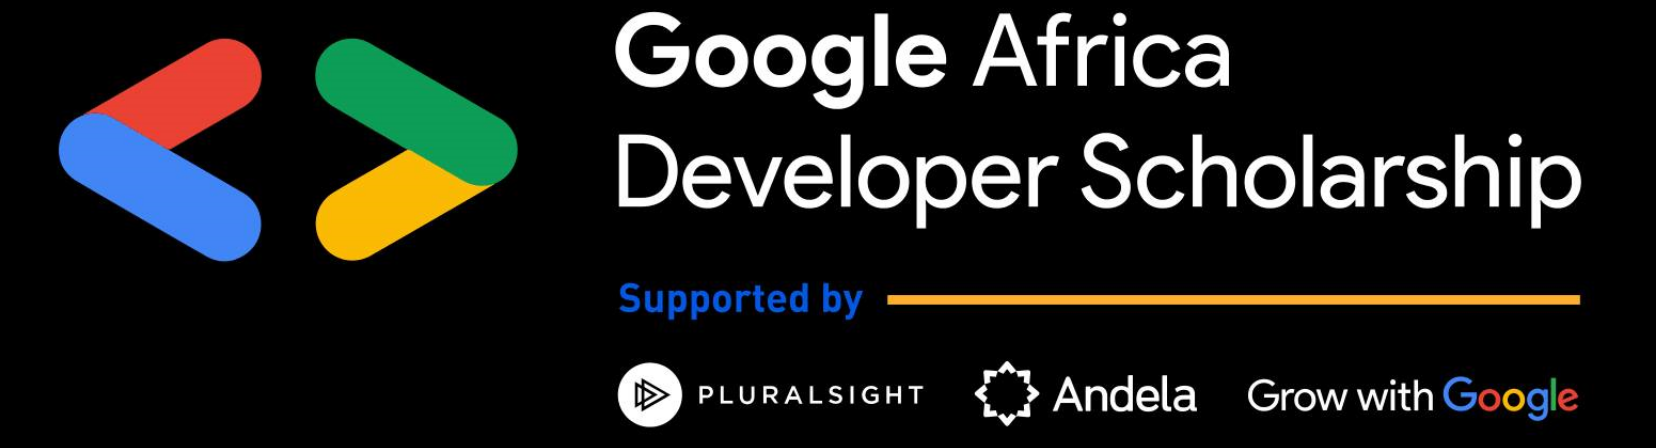 Google Africa
Developer Scholarship
Supported by
PLURALSIGHT Andela Grow with Google